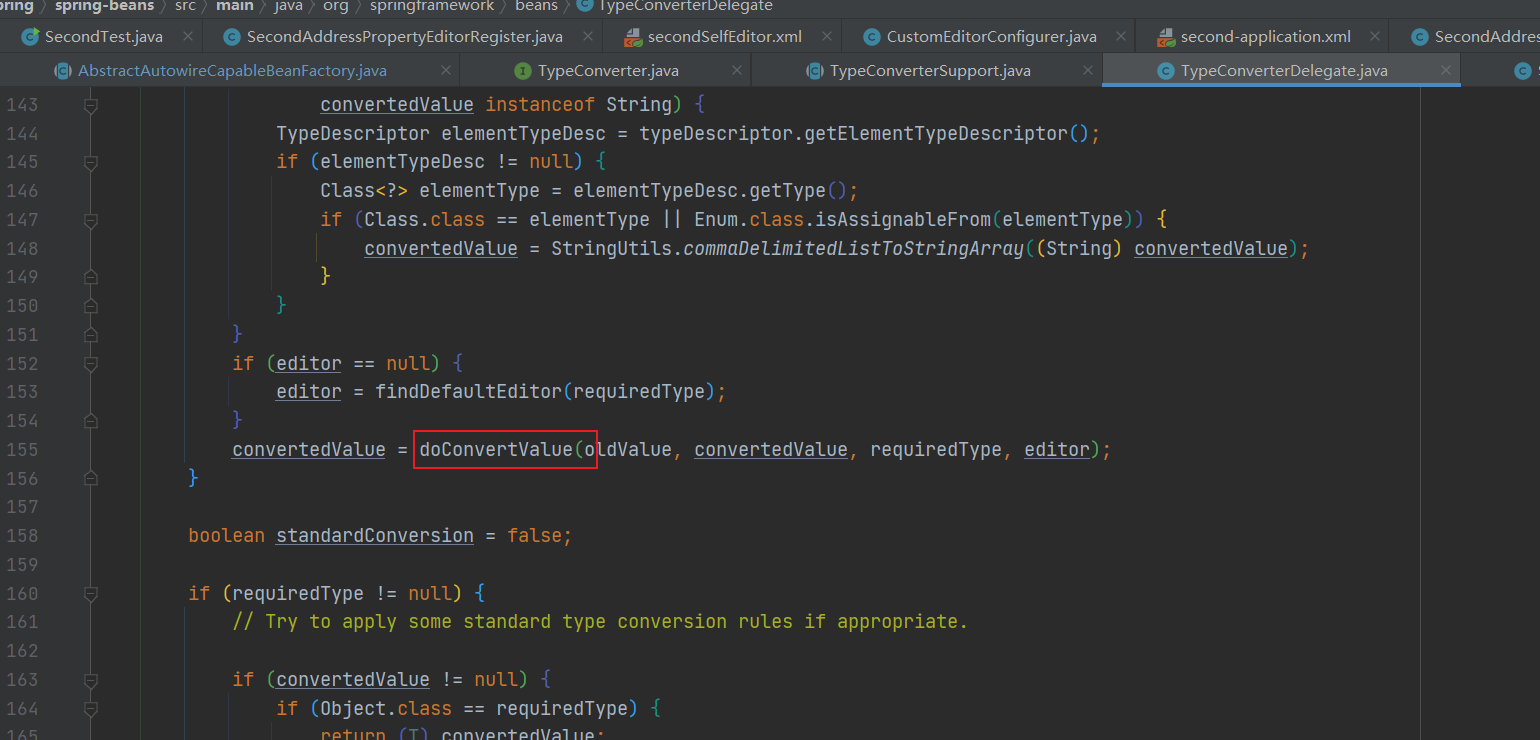 pring › spring-beans › src › main › java › org › springframework › beans › TypeConverterDelegate
SecondTest.java SecondAddressPropertyEditorRegister.java secondSelfEditor.xml CustomEditorConfigurer.java second-application.xml SecondAddres
AbstractAutowireCapableBeanFactory.java TypeConverter.java TypeConverterSupport.java TypeConverterDelegate.java
143 convertedValue instanceof String) {
144 TypeDescriptor elementTypeDesc = typeDescriptor.getElementTypeDescriptor();
145 if (elementTypeDesc != null) {
146 Class<?> elementType = elementTypeDesc.getType();
147 if (Class.class == elementType || Enum.class.isAssignableFrom(elementType)) {
148 convertedValue = StringUtils.commaDelimitedListToStringArray((String) convertedValue);
149 }
150 }
151 }
152 if (editor == null) {
153 editor = findDefaultEditor(requiredType);
154 }
155 convertedValue = doConvertValue(oldValue, convertedValue, requiredType, editor);
156 }
157
158 boolean standardConversion = false;
159
160 if (requiredType != null) {
161 // Try to apply some standard type conversion rules if appropriate.
162
163 if (convertedValue != null) {
164 if (Object.class == requiredType) {
165 return (T) convertedValue;